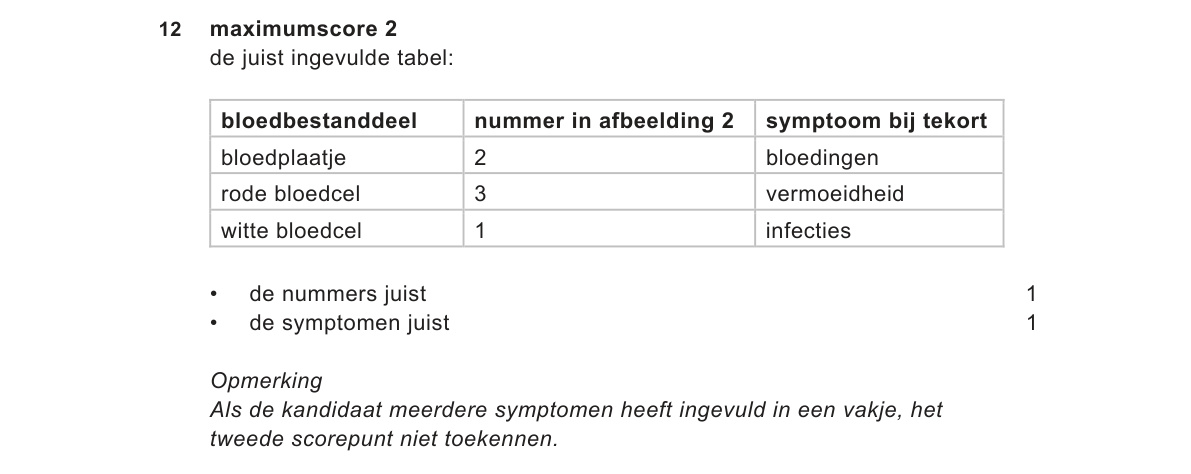 12 maximumscore 2
de juist ingevulde tabel:
bloedbestanddeel nummer in afbeelding 2 symptoom bij tekort
bloedplaatje 2 bloedingen
rode bloedcel 3 vermoeidheid
witte bloedcel 1 infecties
• de nummers juist 1
• de symptomen juist 1
Opmerking
Als de kandidaat meerdere symptomen heeft ingevuld in een vakje, het
tweede scorepunt niet toekennen.